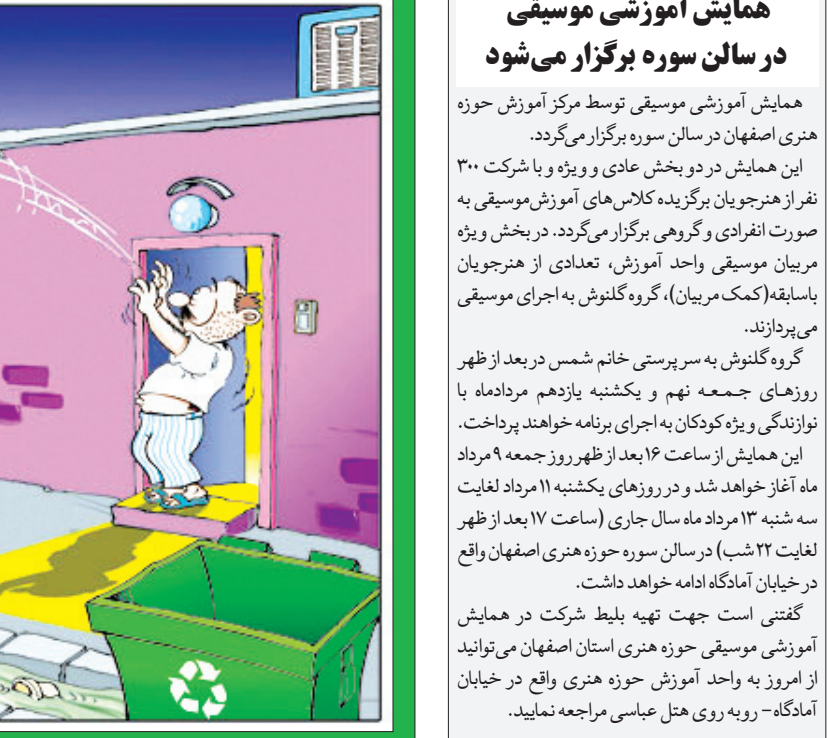 همایش آموزشی موسیقی
در سالن سوره برگزار می‌شود
همایش آموزشی موسیقی توسط مرکز آموزش حوزه
هنری اصفهان در سالن سوره برگزار می‌گردد.
این همایش در دو بخش عادی و ویژه و با شرکت ۳۰۰
نفر از هنرجویان برگزیده کلاس‌های آموزش‌موسیقی به
صورت انفرادی و گروهی برگزار می‌گردد. در بخش ویژه
مربیان موسیقی واحد آموزش، تعدادی از هنرجویان
باسابقه(کمک مربیان)، گروه گلنوش به اجرای موسیقی
می‌پردازند.
گروه گلنوش به سرپرستی خانم شمس در بعد از ظهر
روزهای جمعه نهم و یکشنبه یازدهم مردادماه با
نوازندگی ویژه کودکان به اجرای برنامه خواهند پرداخت.
این همایش از ساعت ۱۶ بعد از ظهر روز جمعه ۹ مرداد
ماه آغاز خواهد شد و در روزهای یکشنبه ۱۱ مرداد لغایت
سه شنبه ۱۳ مرداد ماه سال جاری (ساعت ۱۷ بعد از ظهر
لغایت ۲۲ شب) در سالن سوره حوزه هنری اصفهان واقع
در خیابان آمادگاه ادامه خواهد داشت.
گفتنی است جهت تهیه بلیط شرکت در همایش
آموزشی موسیقی حوزه هنری استان اصفهان می‌توانید
از امروز به واحد آموزش حوزه هنری واقع در خیابان
آمادگاه- روبه روی هتل عباسی مراجعه نمایید.